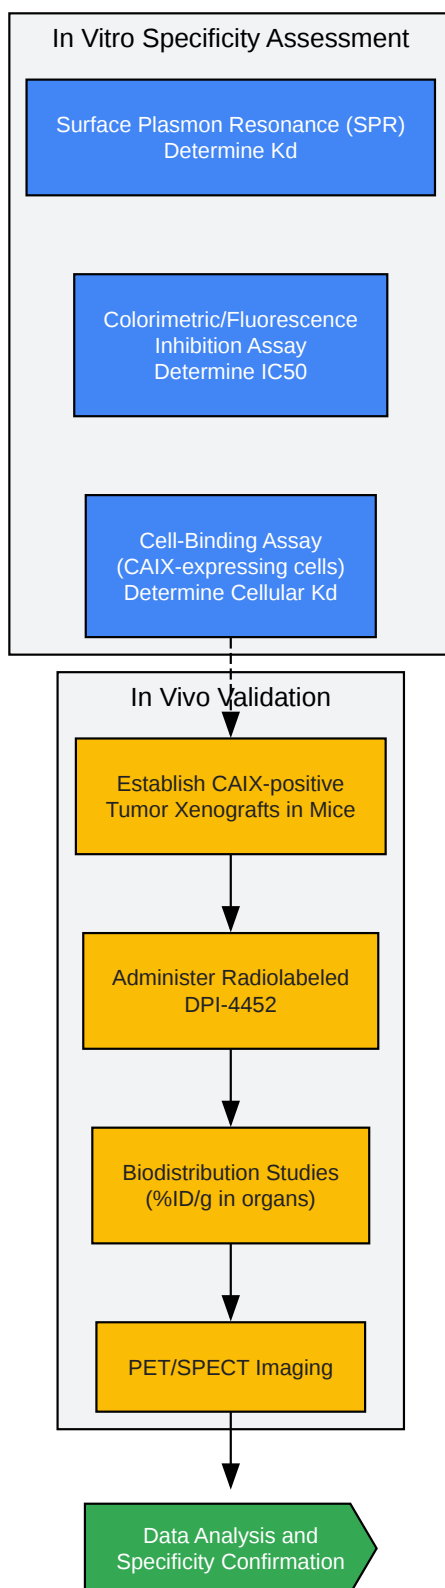 In Vitro Specificity Assessment
Surface Plasmon Resonance (SPR)
Determine Kd
Colorimetric/Fluorescence
Inhibition Assay
Determine IC50
Cell-Binding Assay
(CAIX-expressing cells)
Determine Cellular Kd
In Vivo Validation
Establish CAIX-positive
Tumor Xenografts in Mice
Administer Radiolabeled
DPI-4452
Biodistribution Studies
(%ID/g in organs)
PET/SPECT Imaging
Data Analysis and
Specificity Confirmation